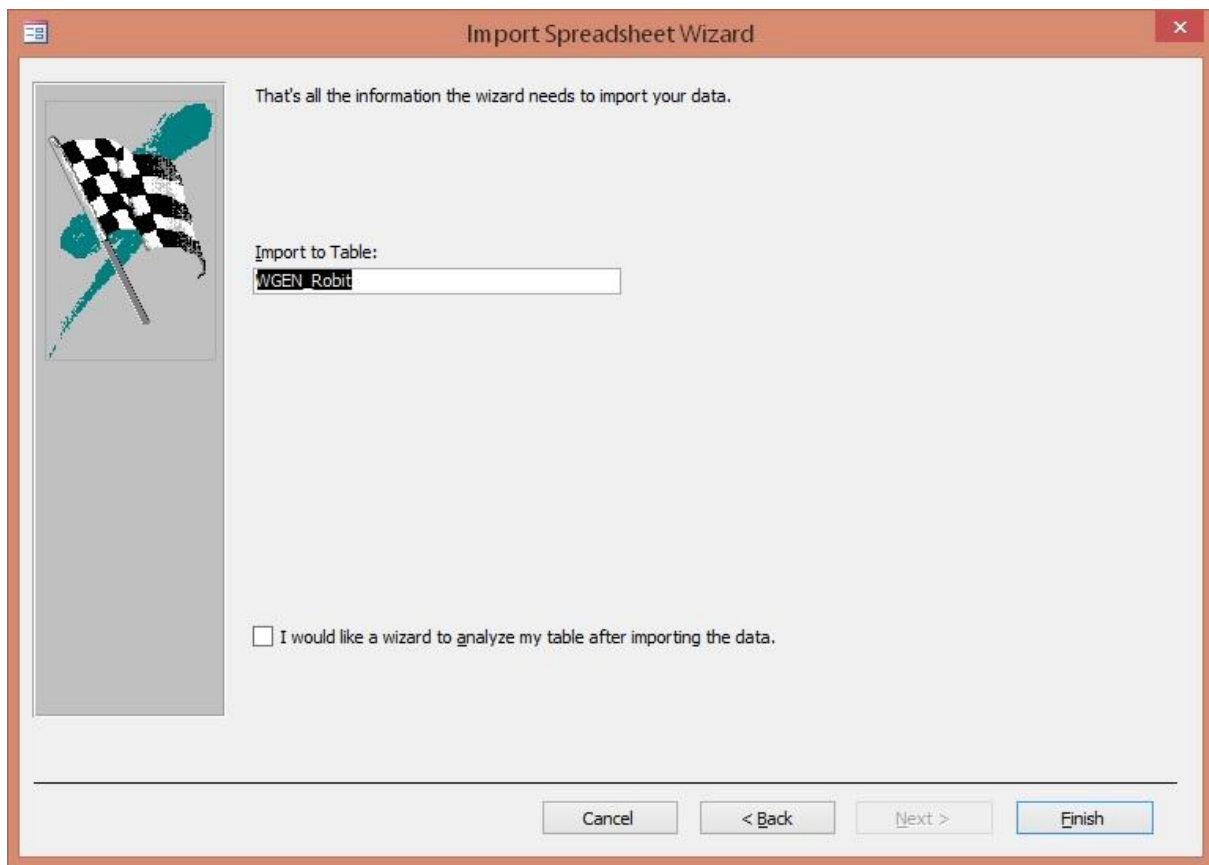 Import Spreadsheet Wizard
×
That's all the information the wizard needs to import your data.
Import to Table:
WGEN_Robit
I would like a wizard to analyze my table after importing the data.
Cancel
< Back
Next >
Finish